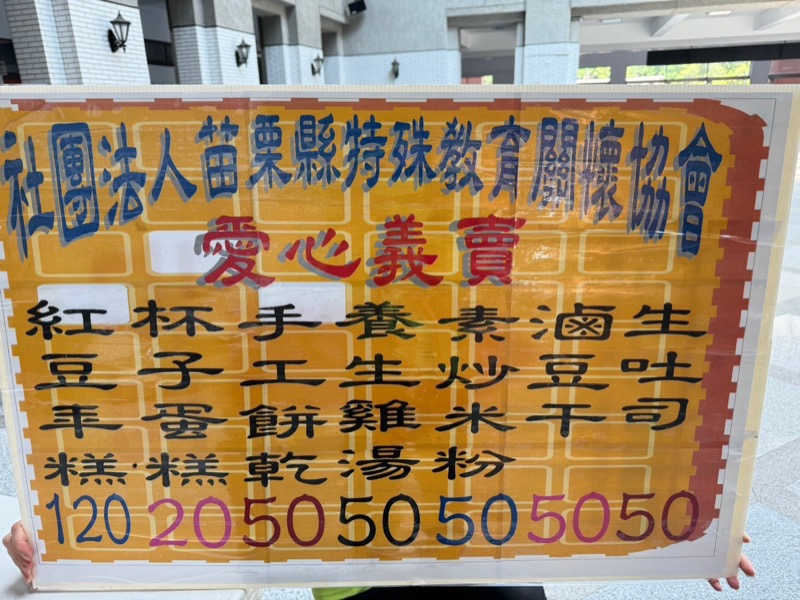 社團法人苗栗縣特殊教育關懷協會
愛心義賣
紅豆年糕
120
杯子蛋糕
20
手工餅乾
50
養生雞湯
50
素炒米粉
50
滷豆干
50
生吐司
50